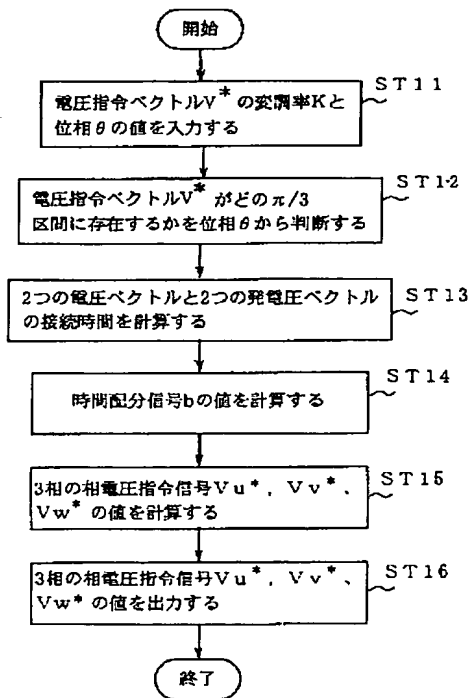 開始
ST11
電圧指令ベクトルV*の変調率Kと
位相θの値を入力する
ST12
電圧指令ベクトルV*がどのπ/3
区間に存在するかを位相θから判断する
ST13
2つの電圧ベクトルと2つの発電圧ベクトル
の接続時間を計算する
ST14
時間配分信号bの値を計算する
ST15
3相の相電圧指令信号Vu*,Vv*、
Vw*の値を計算する
ST16
3相の相電圧指令信号Vu*,Vv*、
Vw*の値を出力する
終了